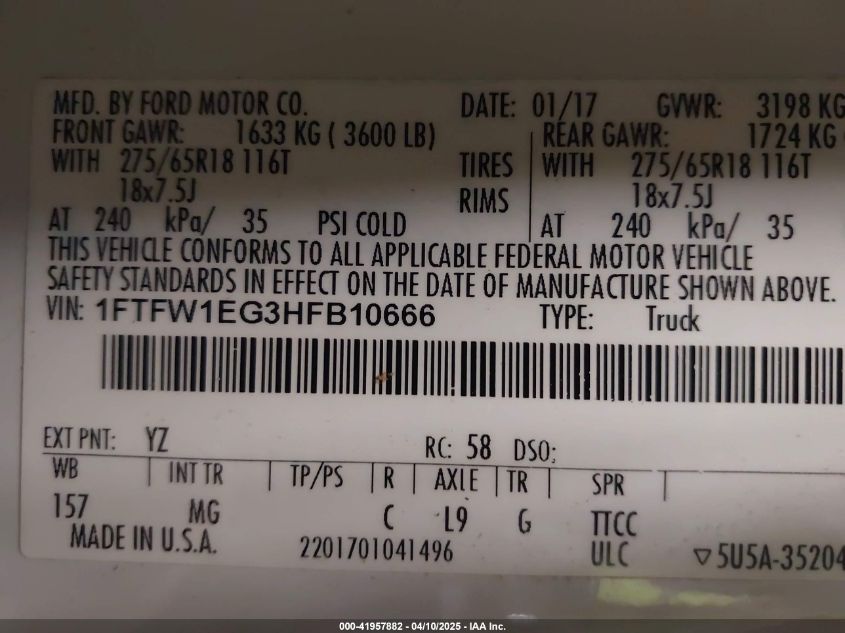 MFD. BY FORD MOTOR CO. DATE: 01/17 GVWR: 3198 KG
FRONT GAWR: 1633 KG ( 3600 LB) REAR GAWR: 1724 KG
WITH 275/65R18 116T TIRES WITH 275/65R18 116T
18x7.5J RIMS 18x7.5J
AT 240 kPa/ 35 PSI COLD AT 240 kPa/ 35
THIS VEHICLE CONFORMS TO ALL APPLICABLE FEDERAL MOTOR VEHICLE
SAFETY STANDARDS IN EFFECT ON THE DATE OF MANUFACTURE SHOWN ABOVE.
VIN: 1FTFW1EG3HFB10666 TYPE: Truck
EXT PNT: YZ RC: 58 DSO:
WB INT TR TP/PS R AXLE TR SPR
157 MG C L9 G TTCC
MADE IN U.S.A. 2201701041496 ULC ▽5U5A-35204
000-41957882 - 04/10/2025 - IAA Inc.